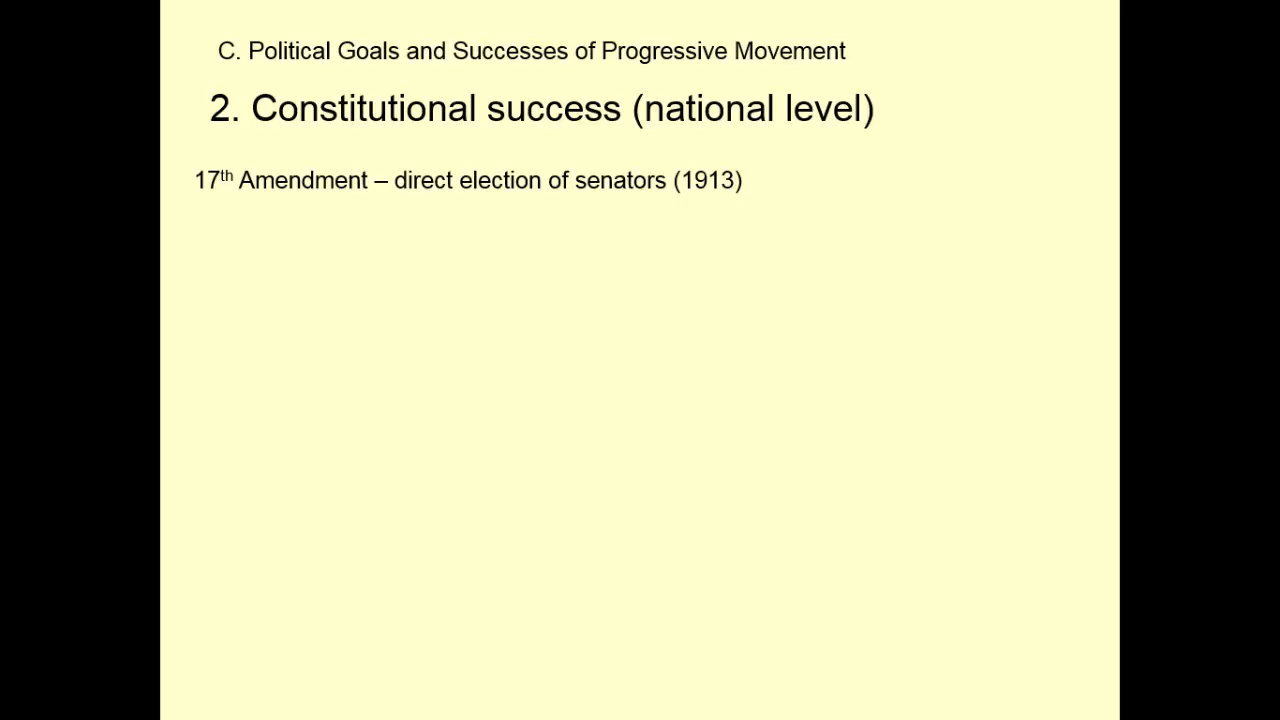 C. Political Goals and Successes of Progressive Movement
2. Constitutional success (national level)
17th Amendment – direct election of senators (1913)